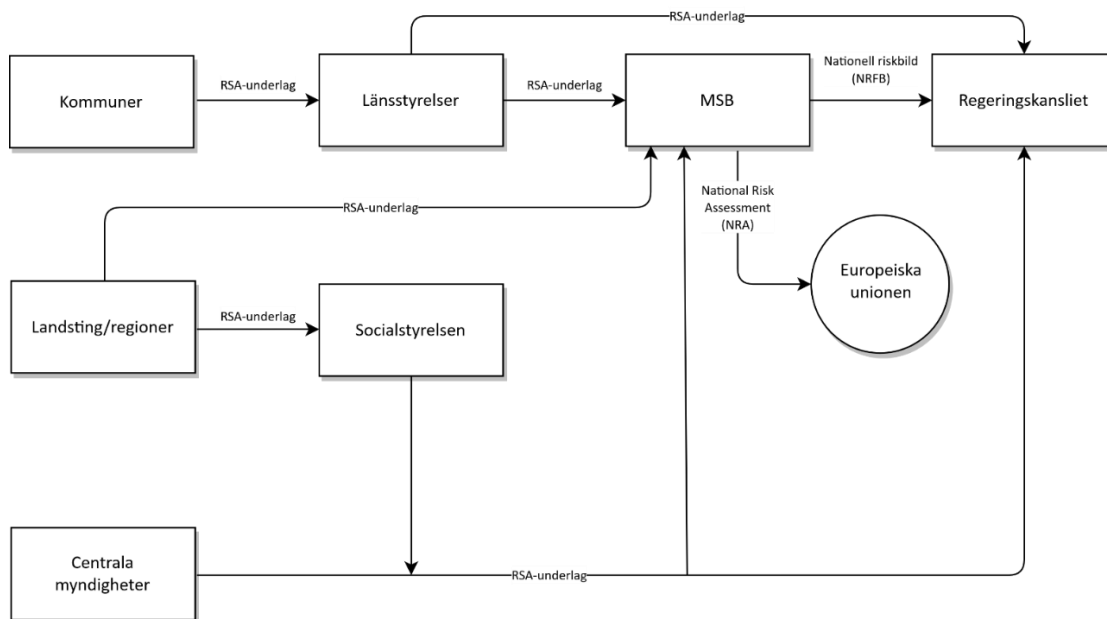 RSA-underlag
Kommuner
RSA-underlag
Länsstyrelser
RSA-underlag
MSB
Nationell riskbild
(NRFB)
Regeringskansliet
RSA-underlag
National Risk
Assessment
(NRA)
Landsting/regioner
RSA-underlag
Socialstyrelsen
Europeiska
unionen
Centrala
myndigheter
RSA-underlag